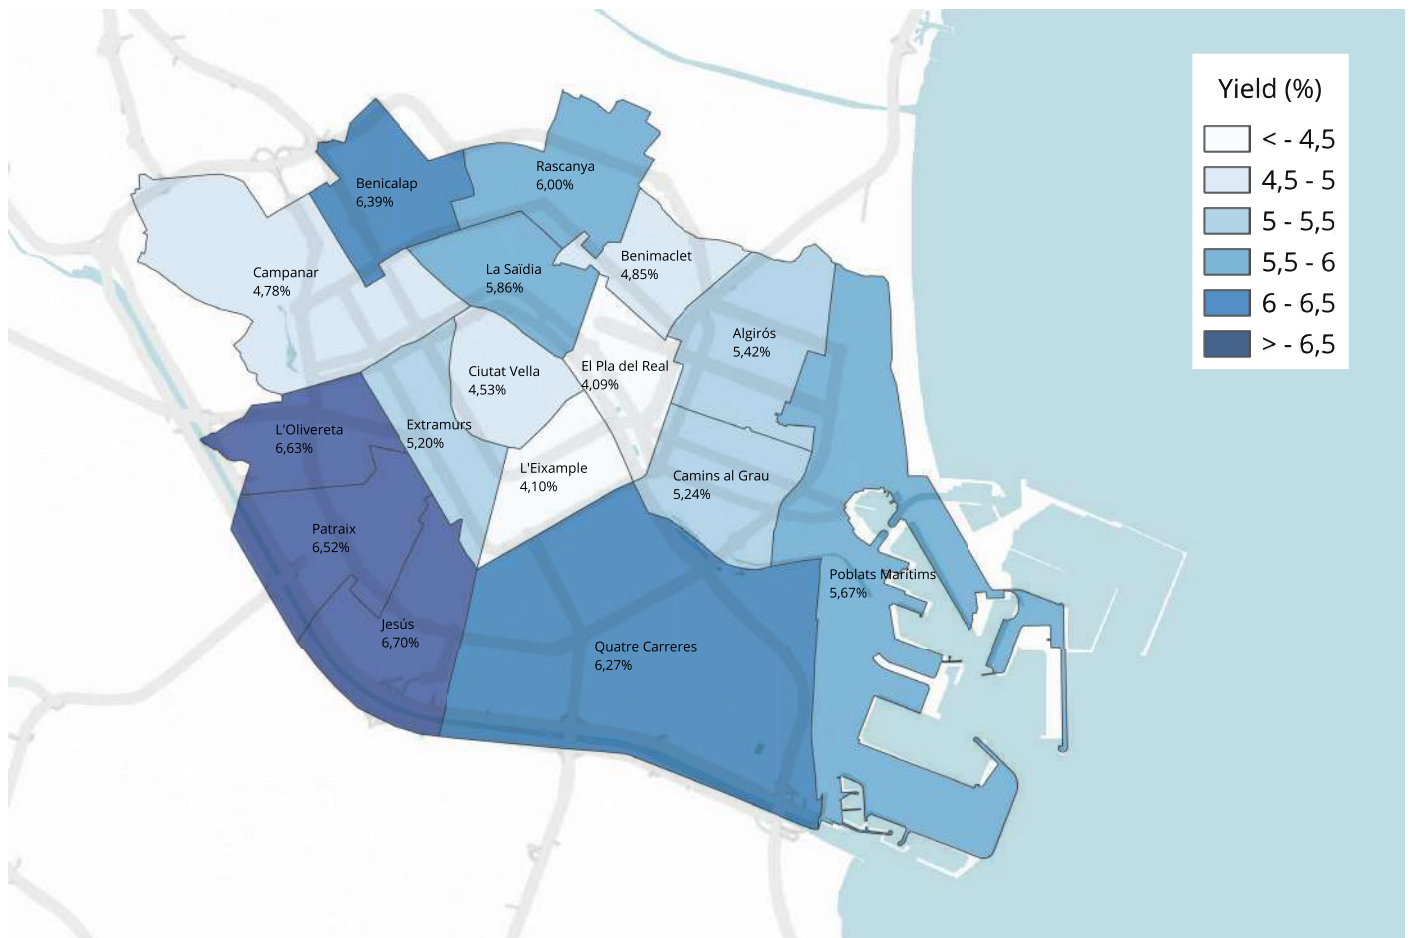 Yield (%)
< - 4,5
4,5 - 5
5 - 5,5
5,5 - 6
6 - 6,5
> - 6,5
Rascanya
6,00%
Benicalap
6,39%
Benimaclet
4,85%
La Saïdia
5,86%
Campanar
4,78%
Algirós
5,42%
El Pla del Real
4,09%
Ciutat Vella
4,53%
Extramurs
5,20%
L'Olivereta
6,63%
L'Eixample
4,10%
Camins al Grau
5,24%
Patraix
6,52%
Poblats Marítims
5,67%
Jesús
6,70%
Quatre Carreres
6,27%